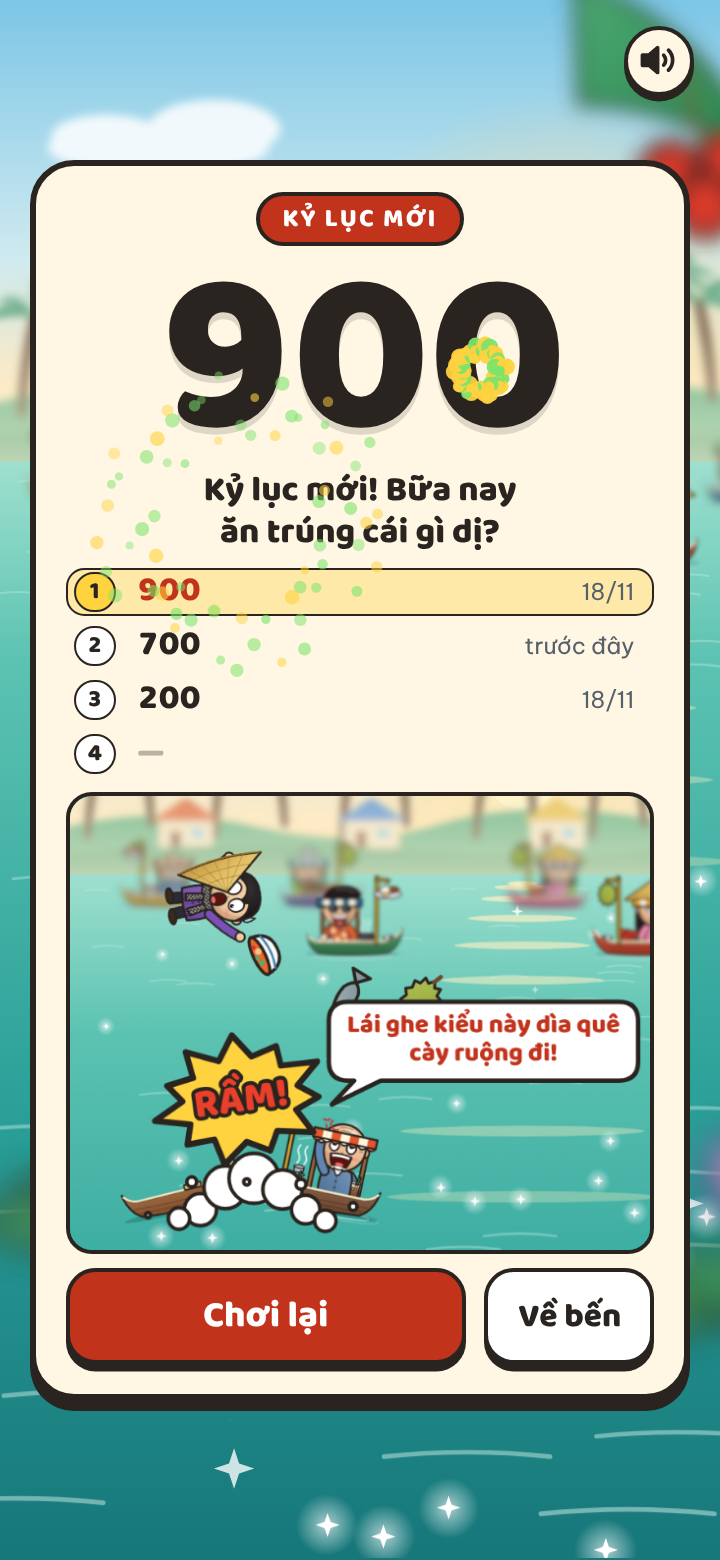 KỶ LỤC MỚI
900
Kỷ lục mới! Bữa nay
ăn trúng cái gì dị?
1 900 18/11
2 700 trước đây
3 200 18/11
4 —
Lái ghe kiểu này dìa quê
cày ruộng đi!
RẦM!
Chơi lại
Về bến